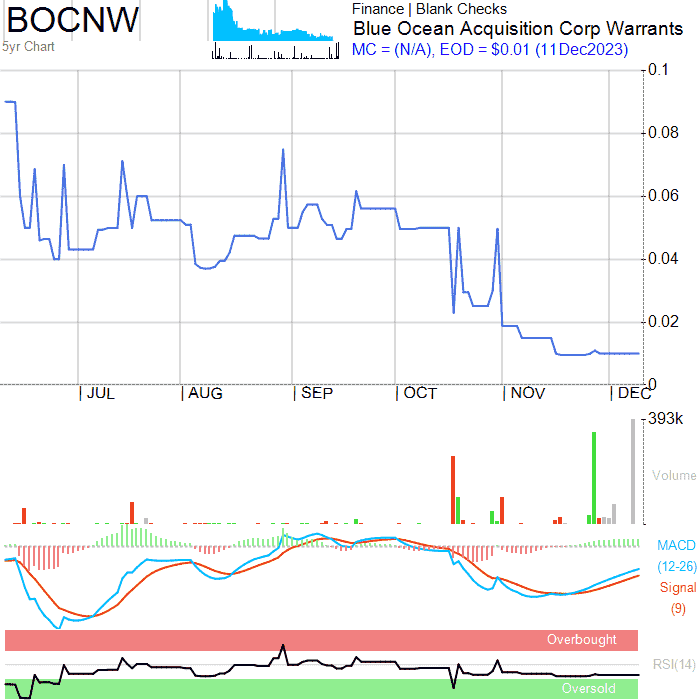 BOCNW
5yr Chart
Finance | Blank Checks
Blue Ocean Acquisition Corp Warrants
MC = (N/A), EOD = $0.01 (11Dec2023)
0.1
0.08
0.06
0.04
0.02
0
| JUL | AUG | SEP | OCT | NOV | DEC
393k
Volume
MACD
(12-26)
Signal
(9)
Overbought
RSI(14)
Oversold